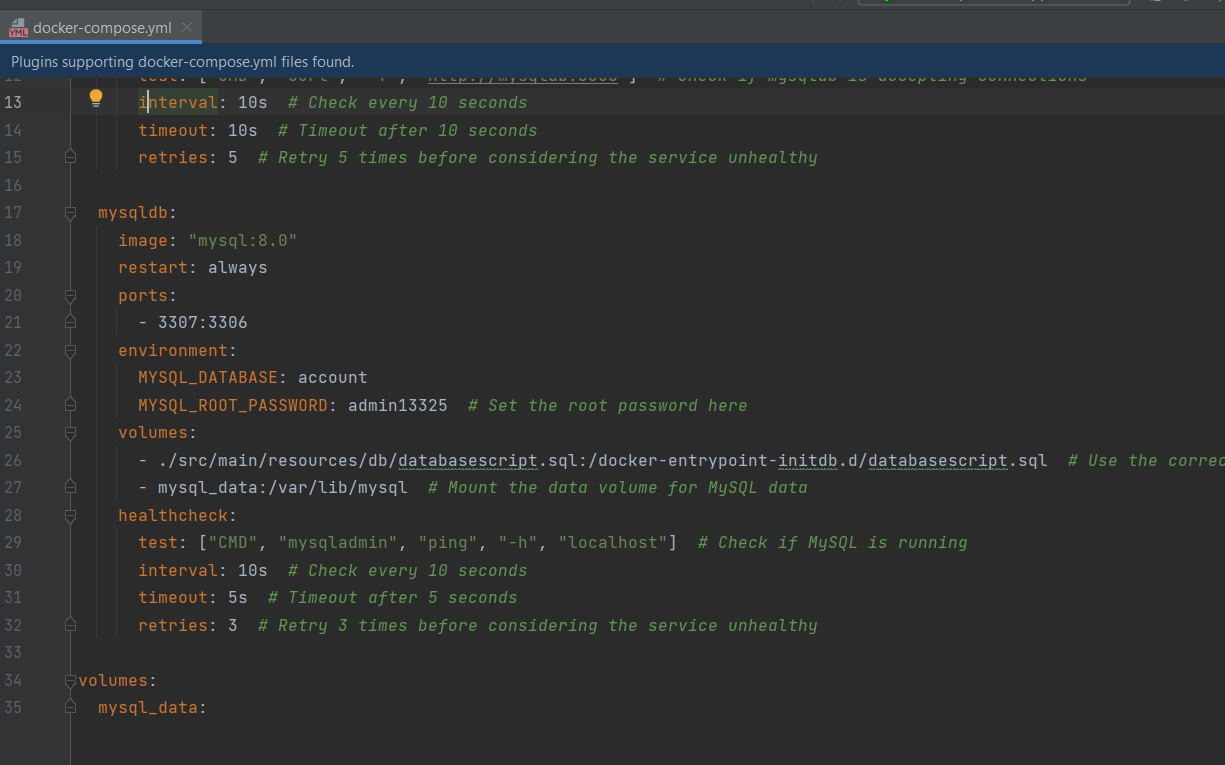 docker-compose.yml
Plugins supporting docker-compose.yml files found.
13 interval: 10s  # Check every 10 seconds
14 timeout: 10s  # Timeout after 10 seconds
15 retries: 5  # Retry 5 times before considering the service unhealthy
16
17 mysqldb:
18 image: "mysql:8.0"
19 restart: always
20 ports:
21 - 3307:3306
22 environment:
23 MYSQL_DATABASE: account
24 MYSQL_ROOT_PASSWORD: admin13325  # Set the root password here
25 volumes:
26 - ./src/main/resources/db/databasescript.sql:/docker-entrypoint-initdb.d/databasescript.sql  # Use the correc
27 - mysql_data:/var/lib/mysql  # Mount the data volume for MySQL data
28 healthcheck:
29 test: ["CMD", "mysqladmin", "ping", "-h", "localhost"]  # Check if MySQL is running
30 interval: 10s  # Check every 10 seconds
31 timeout: 5s  # Timeout after 5 seconds
32 retries: 3  # Retry 3 times before considering the service unhealthy
33
34 volumes:
35 mysql_data: